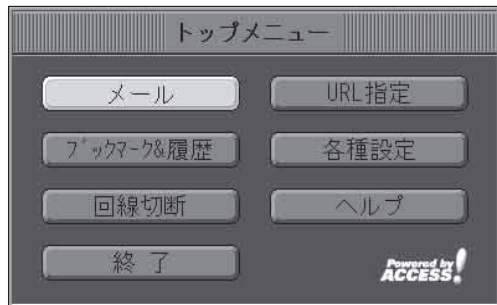 トップメニュー
メール
URL指定
ﾌﾞｯｸﾏｰｸ&履歴
各種設定
回線切断
ヘルプ
終 了
Powered by
ACCESS!